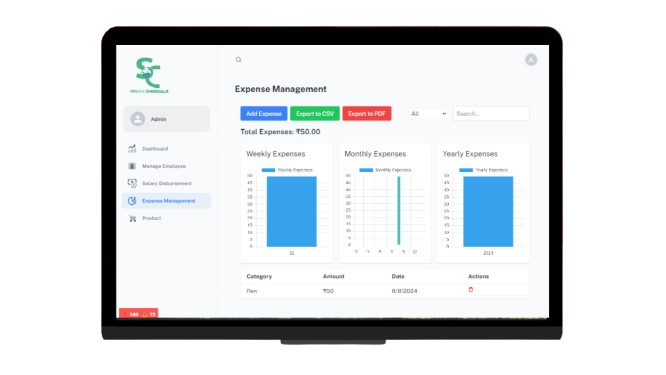 SC
Expense Management
Admin
Add Expense
Export to CSV
Export to PDF
All
Search...
Total Expenses: ₹50.00
Dashboard
Manage Employee
Salary Disbursement
Expense Management
Product
Weekly Expenses
Monthly Expenses
Yearly Expenses
Weekly Expenses
Monthly Expenses
Yearly Expenses
50
45
40
35
30
25
20
15
10
5
0
50
45
40
35
30
25
20
15
10
5
0
50
45
40
35
30
25
20
15
10
5
0
32
2024
Category Amount Date Actions
Pen ₹50 8/8/2024